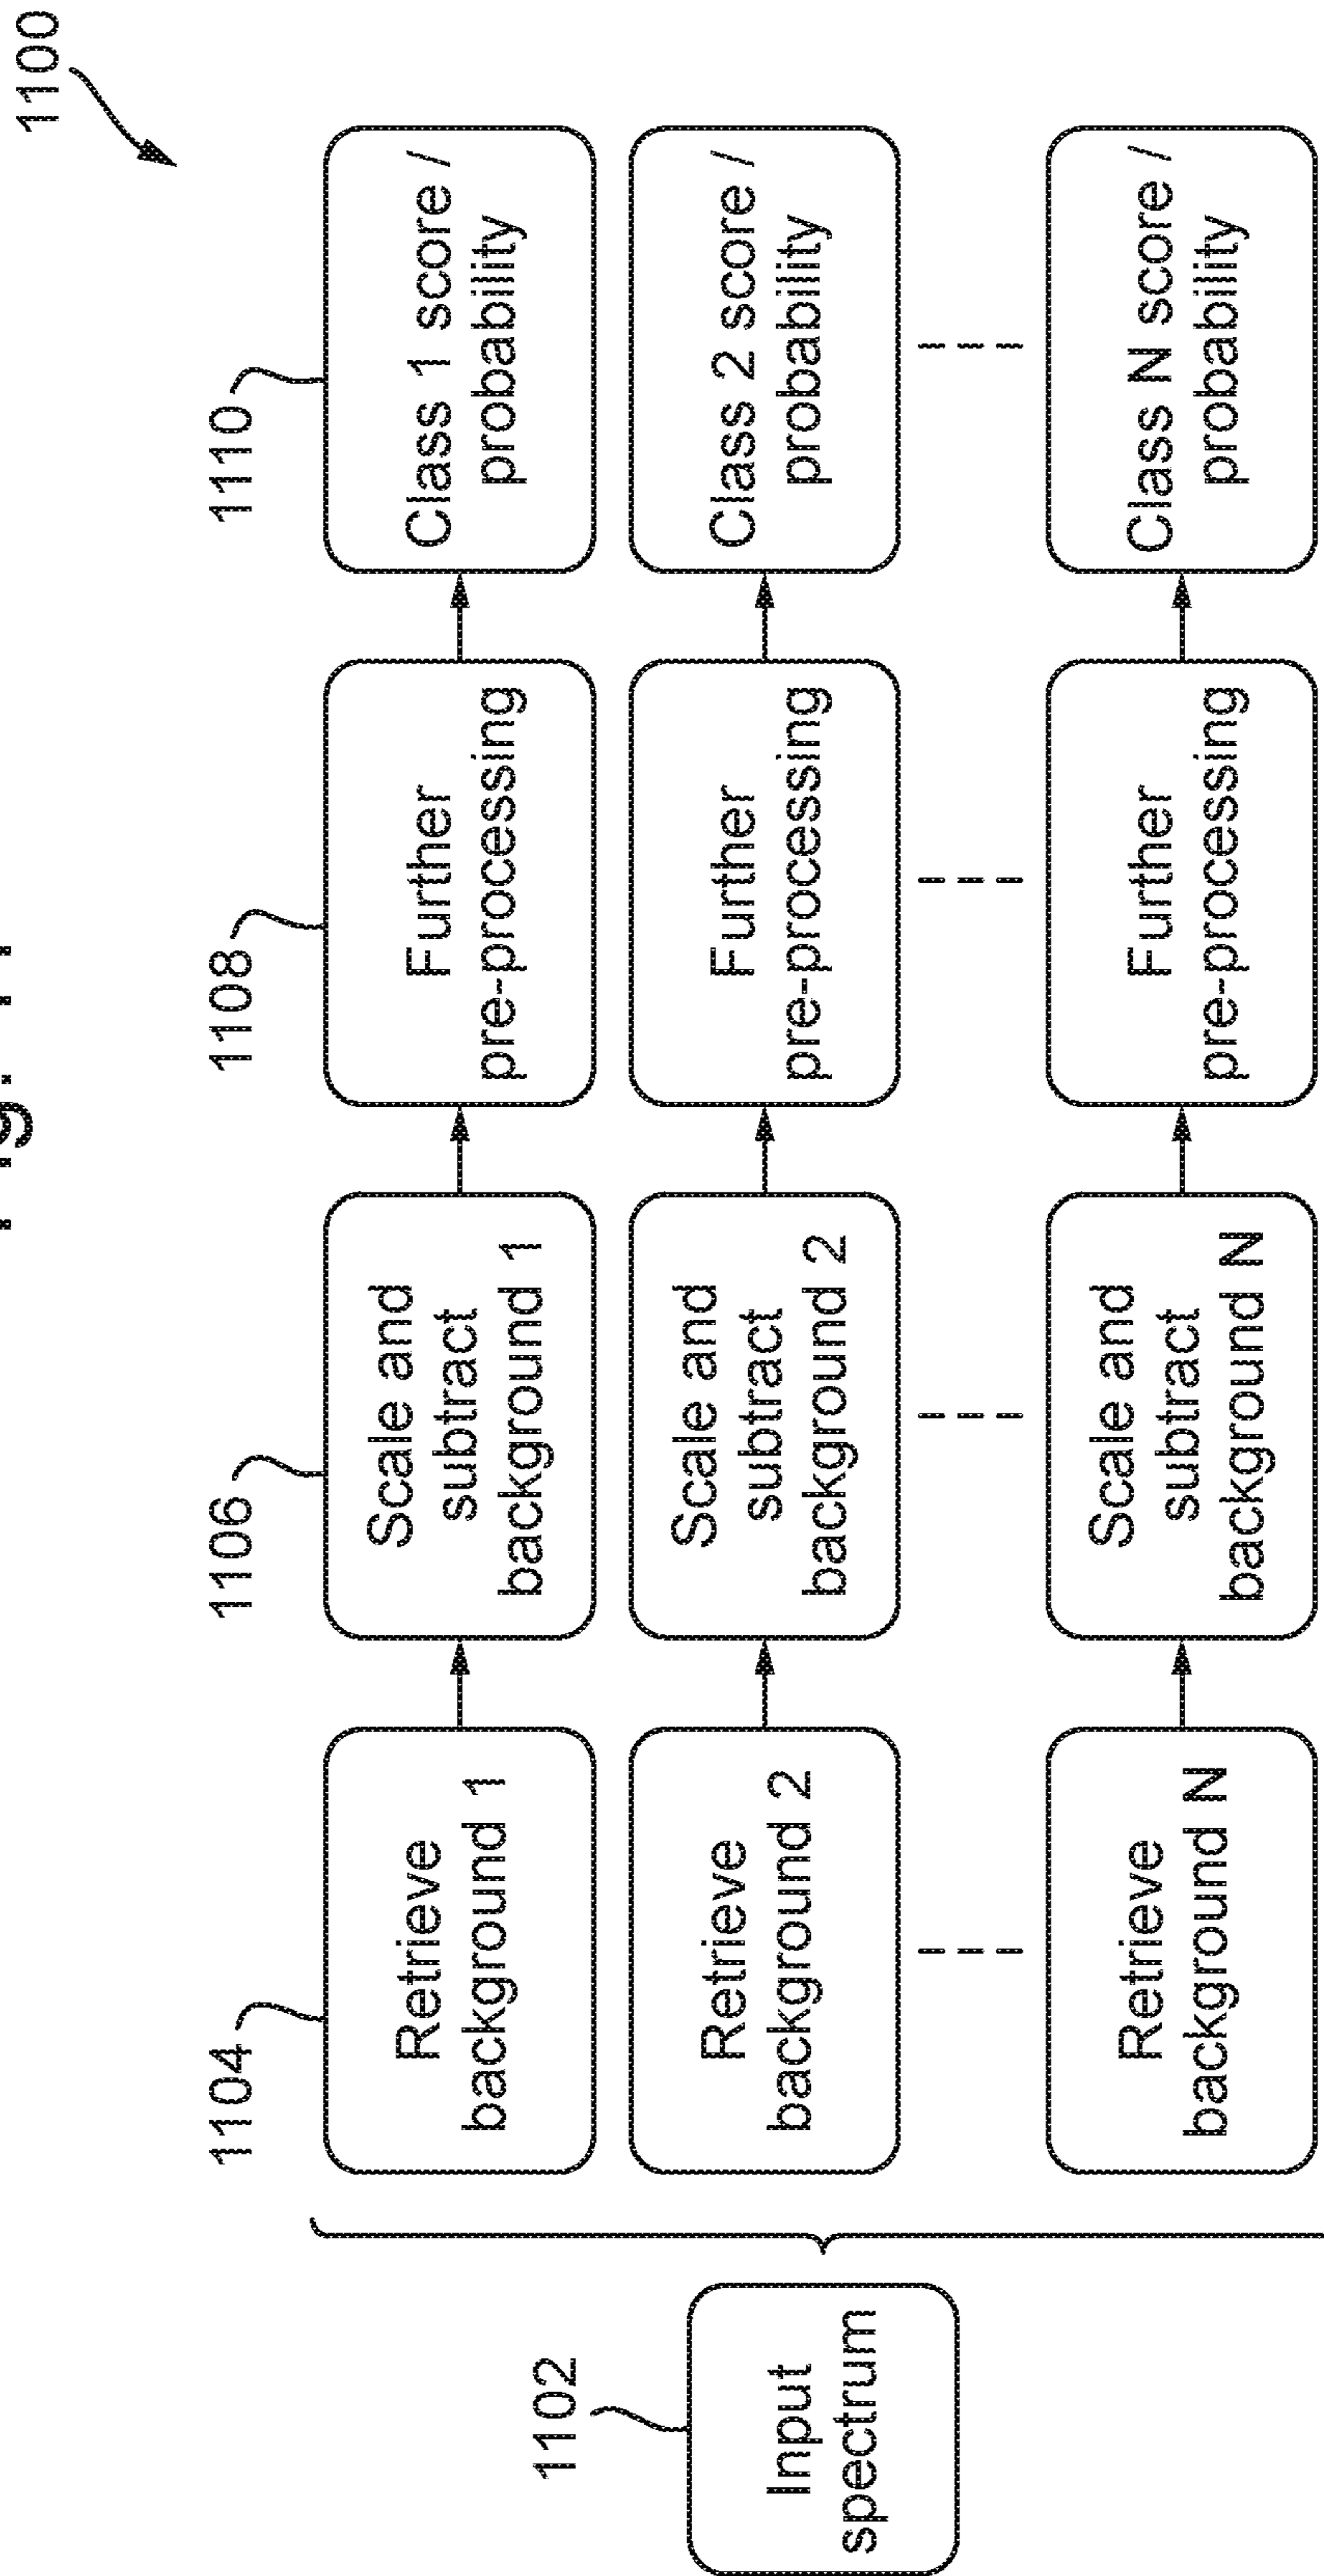 1100
1102
Input
spectrum
1104
Retrieve
background 1
1106
Scale and
subtract
background 1
1108
Further
pre-processing
1110
Class 1 score /
probability
Retrieve
background 2
Scale and
subtract
background 2
Further
pre-processing
Class 2 score /
probability
Retrieve
background N
Scale and
subtract
background N
Further
pre-processing
Class N score /
probability